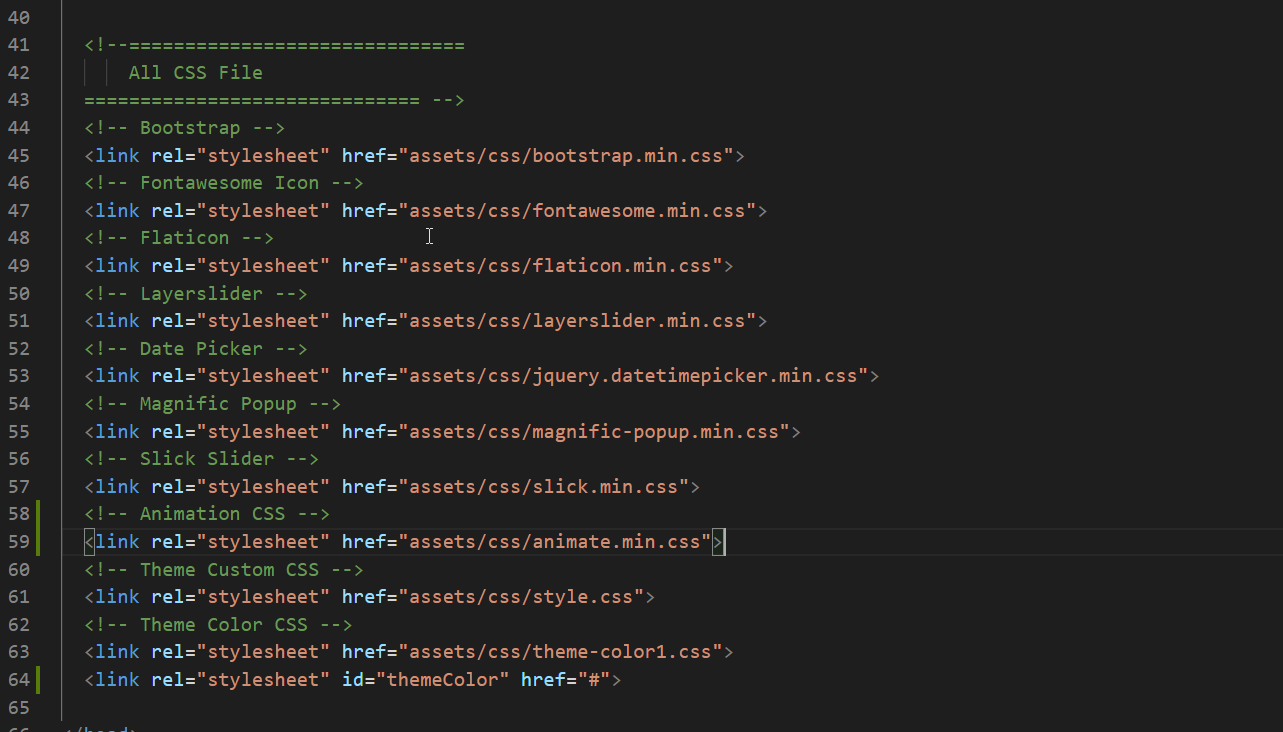 40
41 <!--==============================
42 All CSS File
43 ============================== -->
44 <!-- Bootstrap -->
45 <link rel="stylesheet" href="assets/css/bootstrap.min.css">
46 <!-- Fontawesome Icon -->
47 <link rel="stylesheet" href="assets/css/fontawesome.min.css">
48 <!-- Flaticon -->
49 <link rel="stylesheet" href="assets/css/flaticon.min.css">
50 <!-- Layerslider -->
51 <link rel="stylesheet" href="assets/css/layerslider.min.css">
52 <!-- Date Picker -->
53 <link rel="stylesheet" href="assets/css/jquery.datetimepicker.min.css">
54 <!-- Magnific Popup -->
55 <link rel="stylesheet" href="assets/css/magnific-popup.min.css">
56 <!-- Slick Slider -->
57 <link rel="stylesheet" href="assets/css/slick.min.css">
58 <!-- Animation CSS -->
59 <link rel="stylesheet" href="assets/css/animate.min.css">
60 <!-- Theme Custom CSS -->
61 <link rel="stylesheet" href="assets/css/style.css">
62 <!-- Theme Color CSS -->
63 <link rel="stylesheet" href="assets/css/theme-color1.css">
64 <link rel="stylesheet" id="themeColor" href="#">
65